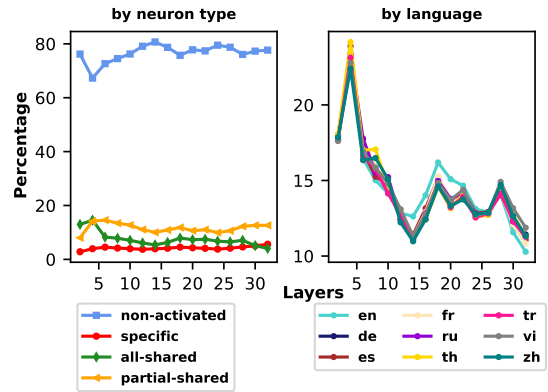 by neuron type
by language
Percentage
80
60
40
20
0
5 10 15 20 25 30
20
15
10
5 10 15 20 25 30
Layers
non-activated
specific
all-shared
partial-shared
en fr tr
de ru vi
es th zh